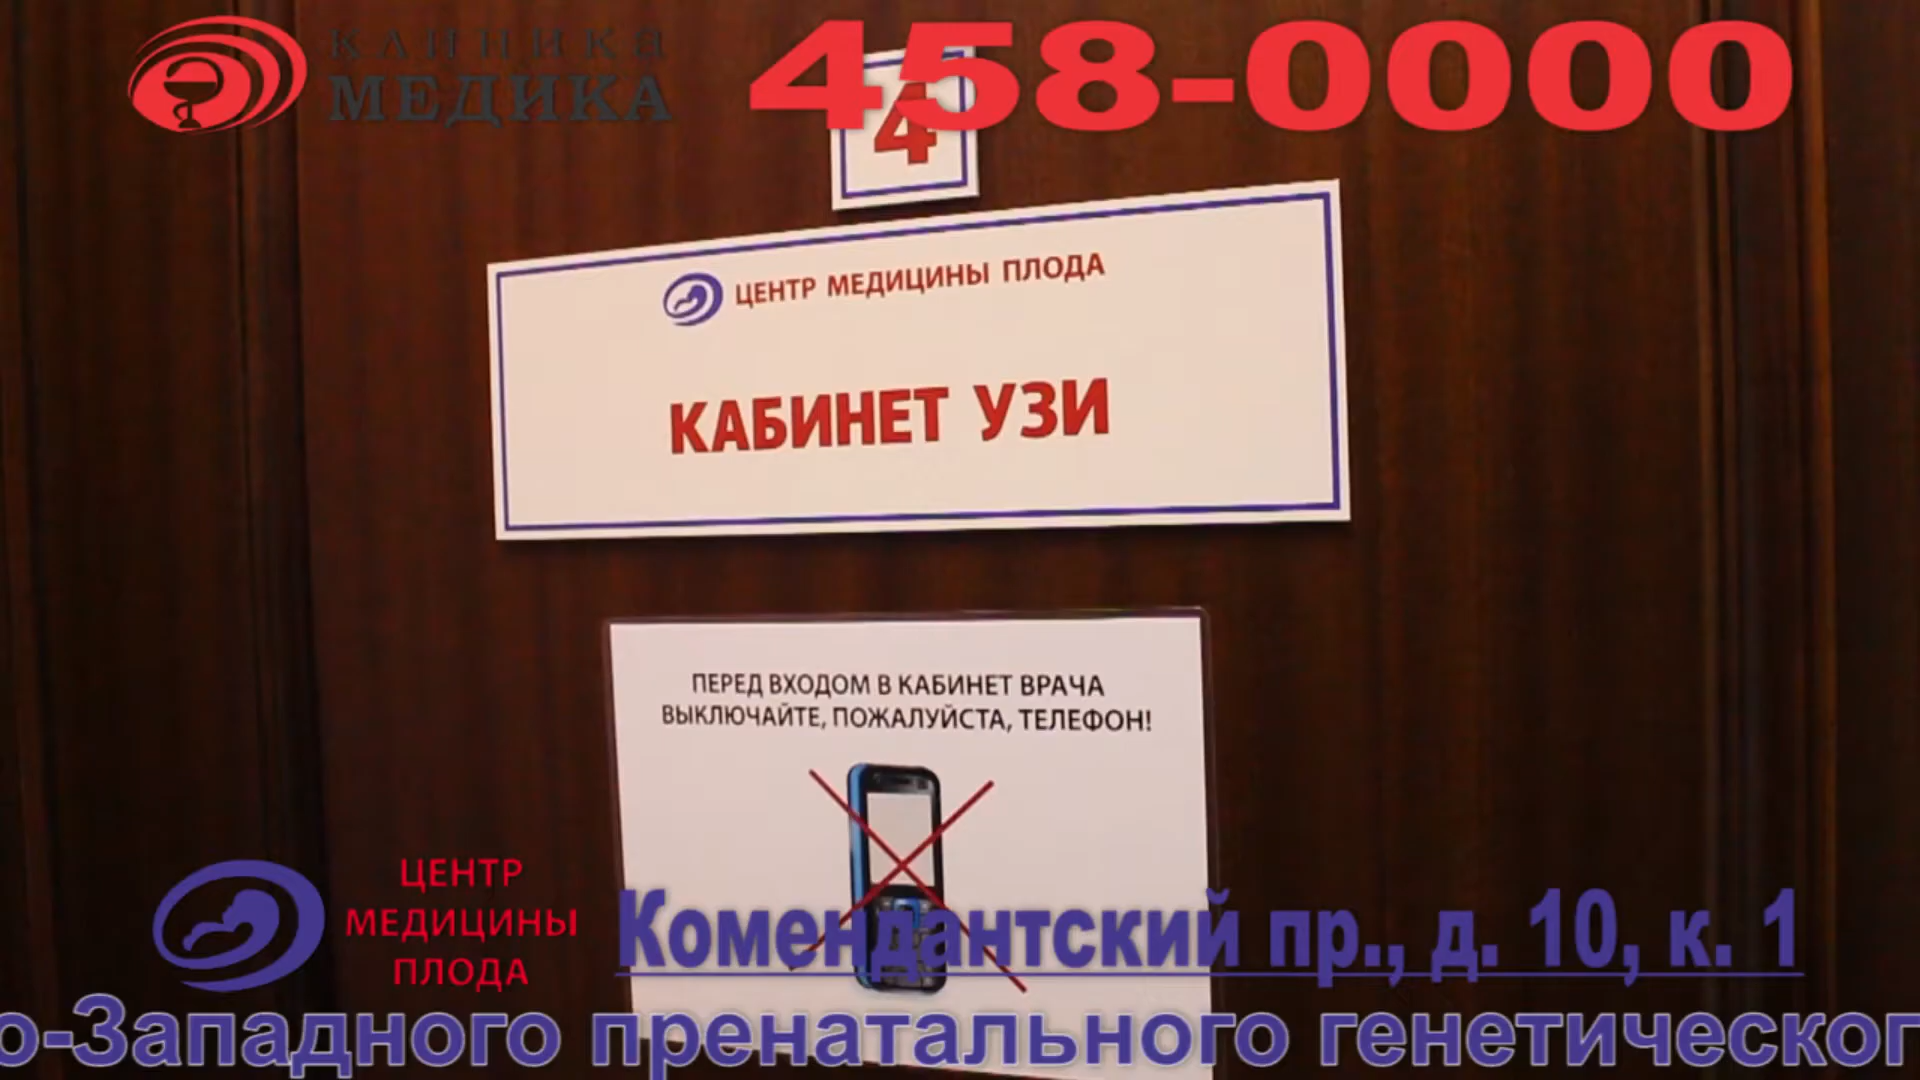 КЛИНИКА
МЕДИКА
458-0000
4
ЦЕНТР МЕДИЦИНЫ ПЛОДА
КАБИНЕТ УЗИ
ПЕРЕД ВХОДОМ В КАБИНЕТ ВРАЧА
ВЫКЛЮЧАЙТЕ, ПОЖАЛУЙСТА, ТЕЛЕФОН!
ЦЕНТР
МЕДИЦИНЫ
ПЛОДА
Комендантский пр., д. 10, к. 1
о-Западного пренатального генетическог